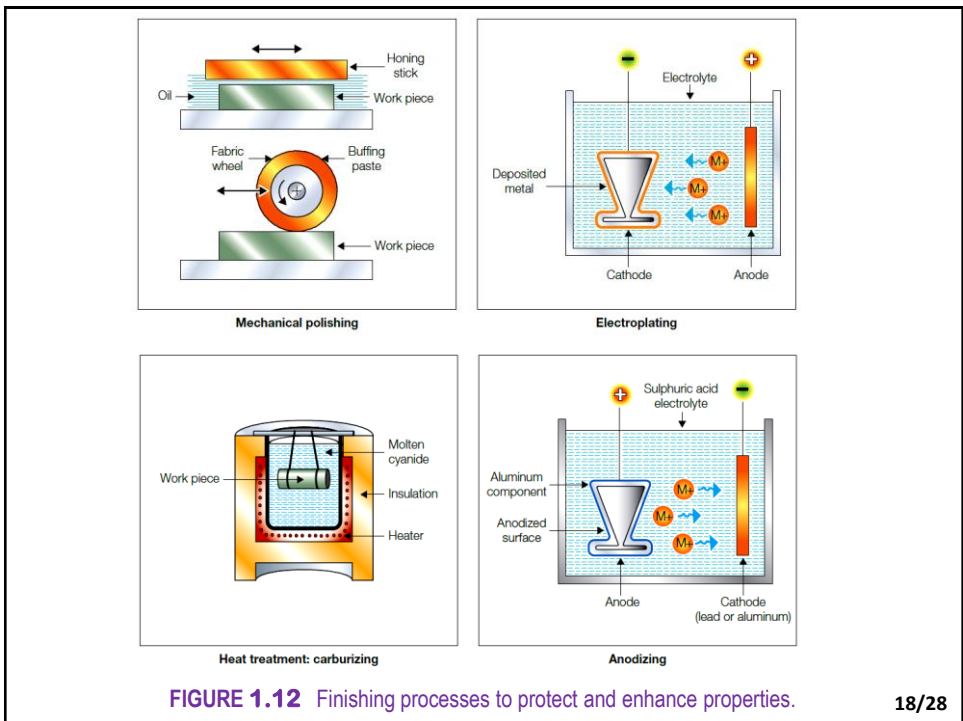 Honing
stick
Oil
Work piece
Fabric
wheel
Buffing
paste
Work piece
Mechanical polishing
−
+
Electrolyte
Deposited
metal
M+
M+
M+
Cathode
Anode
Electroplating
Molten
cyanide
Work piece
Insulation
Heater
Heat treatment: carburizing
+
−
Sulphuric acid
electrolyte
Aluminum
component
Anodized
surface
M+
M+
M+
Anode
Cathode
(lead or aluminum)
Anodizing
FIGURE 1.12 Finishing processes to protect and enhance properties.
18/28